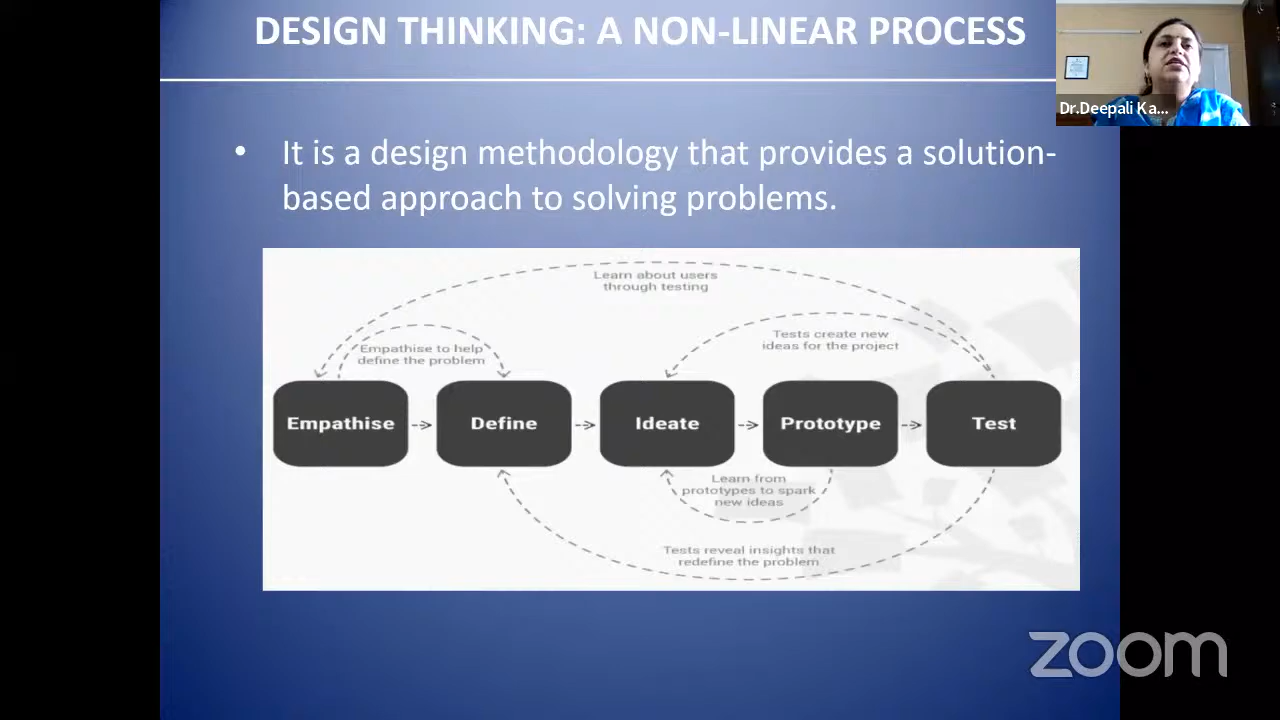 DESIGN THINKING: A NON-LINEAR PROCESS
Dr.Deepali Ka...
• It is a design methodology that provides a solution-
based approach to solving problems.
Learn about users
through testing
Tests create new
ideas for the project
Empathise to help
define the problem
Empathise
Define
Ideate
Prototype
Test
Learn from
prototypes to spark
new ideas
Tests reveal insights that
redefine the problem
zoom